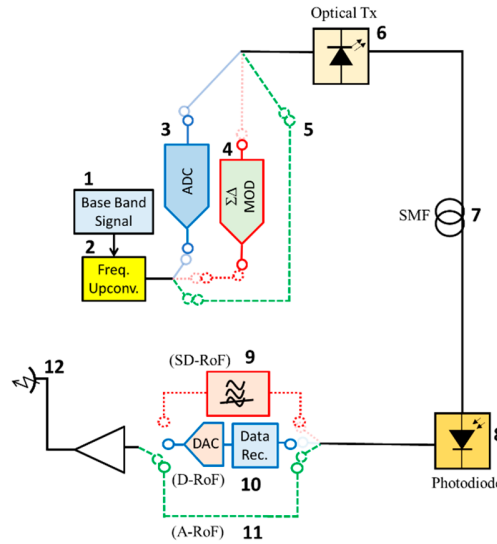 Optical Tx
6
3
4
5
ADC
ΣΔ
MOD
1
Base Band
Signal
2
Freq.
Upconv.
SMF
7
(SD-RoF)
9
12
DAC
Data
Rec.
8
(D-RoF)
10
Photodiode
(A-RoF)
11